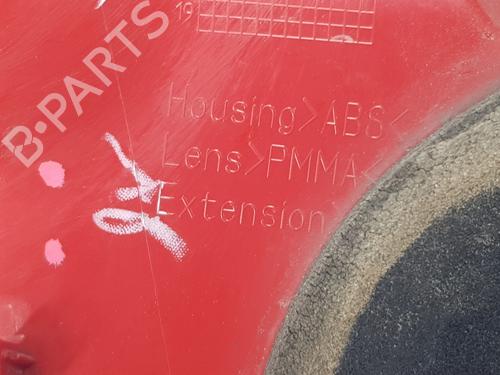 19
B-PARTS
Housing>ABS<
Lens>PMMA<
Extension